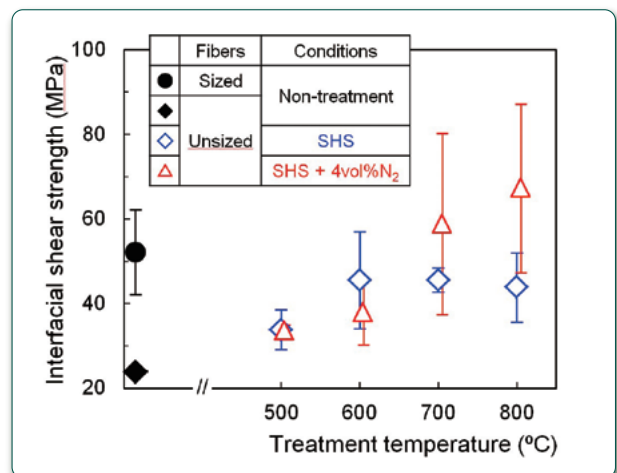 Fibers Conditions
Sized Non-treatment
Unsized SHS
SHS + 4vol%N₂
Interfacial shear strength (MPa)
100
80
60
40
20
500 600 700 800
Treatment temperature (ºC)